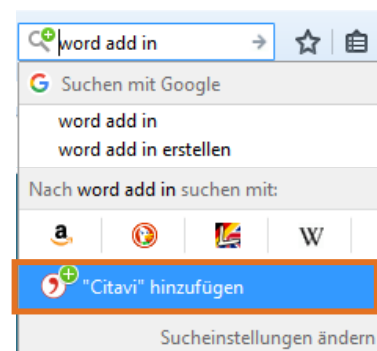 word add in
Suchen mit Google
word add in
word add in erstellen
Nach word add in suchen mit:
"Citavi" hinzufügen
Sucheinstellungen ändern